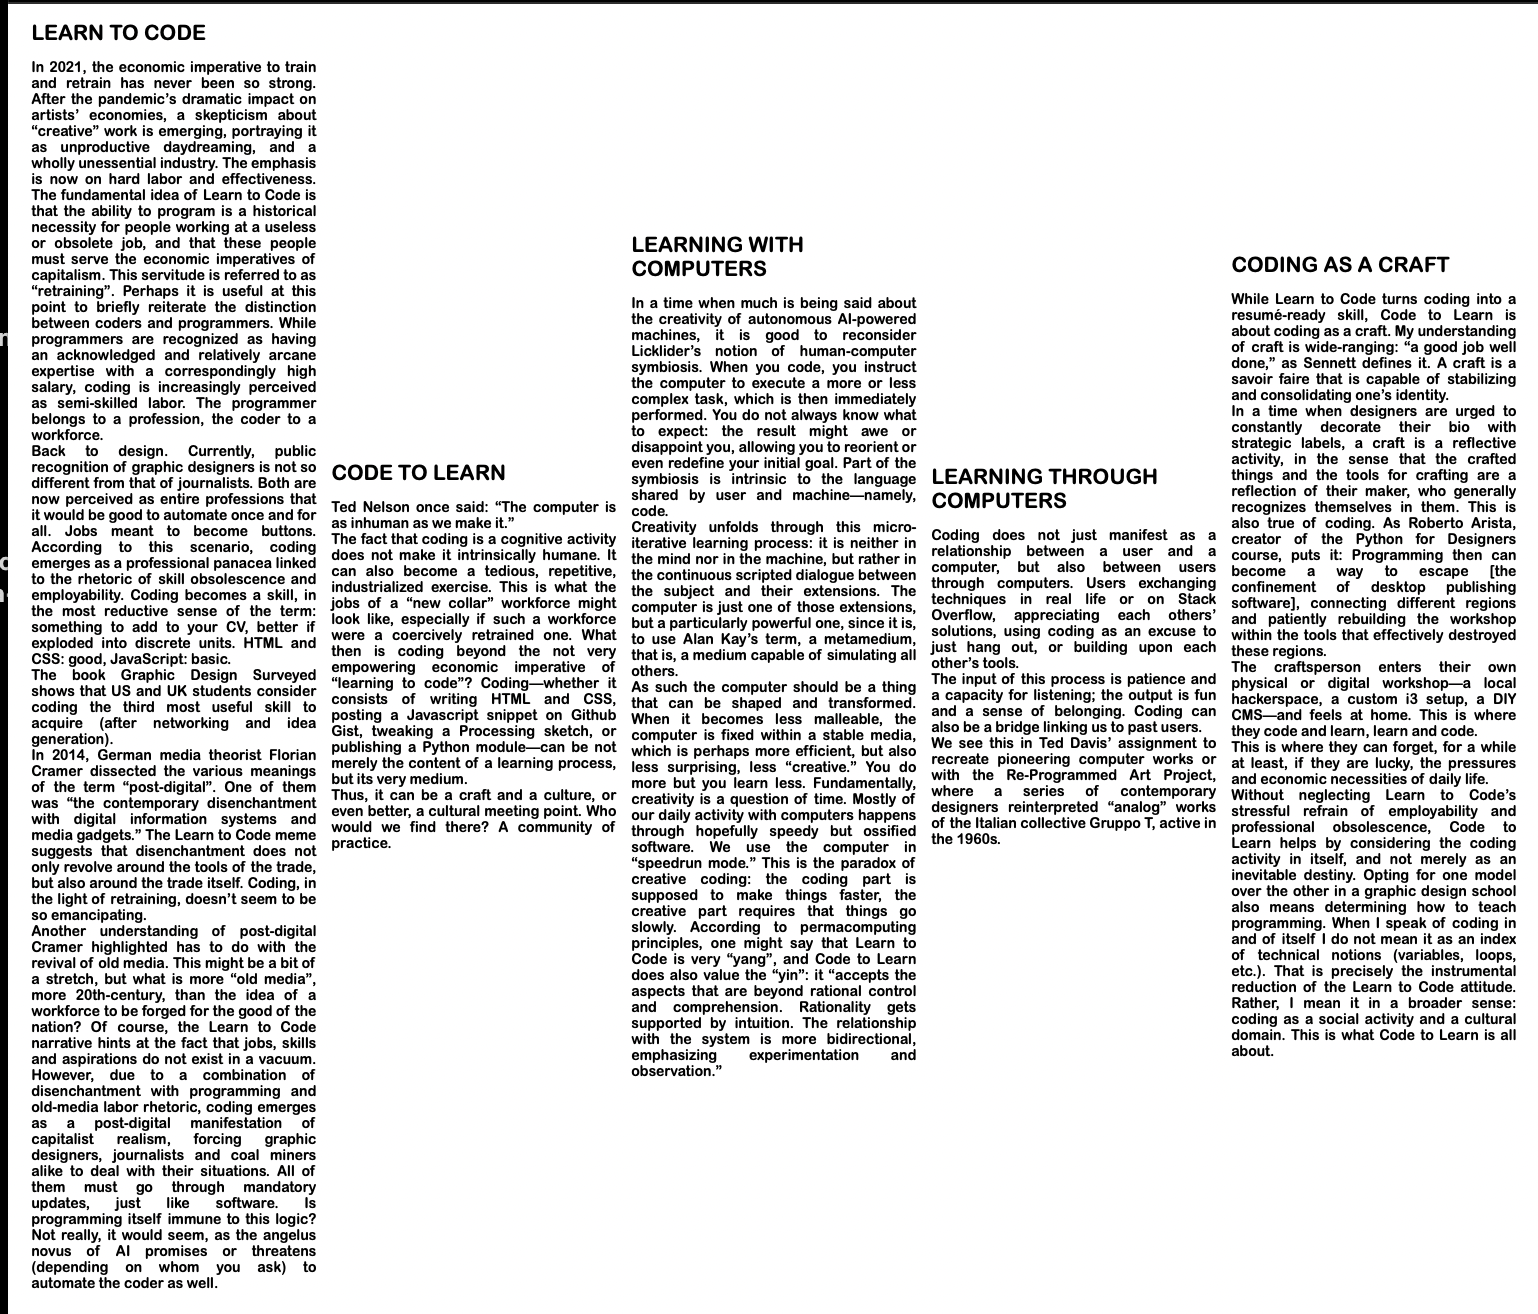 LEARN TO CODE
In 2021, the economic imperative to train
and retrain has never been so strong.
After the pandemic’s dramatic impact on
artists’ economies, a skepticism about
“creative” work is emerging, portraying it
as unproductive daydreaming, and a
wholly unessential industry. The emphasis
is now on hard labor and effectiveness.
The fundamental idea of Learn to Code is
that the ability to program is a historical
necessity for people working at a useless
or obsolete job, and that these people
must serve the economic imperatives of
capitalism. This servitude is referred to as
“retraining”. Perhaps it is useful at this
point to briefly reiterate the distinction
between coders and programmers. While
programmers are recognized as having
an acknowledged and relatively arcane
expertise with a correspondingly high
salary, coding is increasingly perceived
as semi-skilled labor. The programmer
belongs to a profession, the coder to a
workforce.
Back to design. Currently, public
recognition of graphic designers is not so
different from that of journalists. Both are
now perceived as entire professions that
it would be good to automate once and for
all. Jobs meant to become buttons.
According to this scenario, coding
emerges as a professional panacea linked
to the rhetoric of skill obsolescence and
employability. Coding becomes a skill, in
the most reductive sense of the term:
something to add to your CV, better if
exploded into discrete units. HTML and
CSS: good, JavaScript: basic.
The book Graphic Design Surveyed
shows that US and UK students consider
coding the third most useful skill to
acquire (after networking and idea
generation).
In 2014, German media theorist Florian
Cramer dissected the various meanings
of the term “post-digital”. One of them
was “the contemporary disenchantment
with digital information systems and
media gadgets.” The Learn to Code meme
suggests that disenchantment does not
only revolve around the tools of the trade,
but also around the trade itself. Coding, in
the light of retraining, doesn’t seem to be
so emancipating.
Another understanding of post-digital
Cramer highlighted has to do with the
revival of old media. This might be a bit of
a stretch, but what is more “old media”,
more 20th-century, than the idea of a
workforce to be forged for the good of the
nation? Of course, the Learn to Code
narrative hints at the fact that jobs, skills
and aspirations do not exist in a vacuum.
However, due to a combination of
disenchantment with programming and
old-media labor rhetoric, coding emerges
as a post-digital manifestation of
capitalist realism, forcing graphic
designers, journalists and coal miners
alike to deal with their situations. All of
them must go through mandatory
updates, just like software. Is
programming itself immune to this logic?
Not really, it would seem, as the angelus
novus of AI promises or threatens
(depending on whom you ask) to
automate the coder as well.
CODE TO LEARN
Ted Nelson once said: “The computer is
as inhuman as we make it.”
The fact that coding is a cognitive activity
does not make it intrinsically humane. It
can also become a tedious, repetitive,
industrialized exercise. This is what the
jobs of a “new collar” workforce might
look like, especially if such a workforce
were a coercively retrained one. What
then is coding beyond the not very
empowering economic imperative of
“learning to code”? Coding—whether it
consists of writing HTML and CSS,
posting a Javascript snippet on Github
Gist, tweaking a Processing sketch, or
publishing a Python module—can be not
merely the content of a learning process,
but its very medium.
Thus, it can be a craft and a culture, or
even better, a cultural meeting point. Who
would we find there? A community of
practice.
LEARNING WITH
COMPUTERS
In a time when much is being said about
the creativity of autonomous AI-powered
machines, it is good to reconsider
Licklider’s notion of human-computer
symbiosis. When you code, you instruct
the computer to execute a more or less
complex task, which is then immediately
performed. You do not always know what
to expect: the result might awe or
disappoint you, allowing you to reorient or
even redefine your initial goal. Part of the
symbiosis is intrinsic to the language
shared by user and machine—namely,
code.
Creativity unfolds through this micro-
iterative learning process: it is neither in
the mind nor in the machine, but rather in
the continuous scripted dialogue between
the subject and their extensions. The
computer is just one of those extensions,
but a particularly powerful one, since it is,
to use Alan Kay’s term, a metamedium,
that is, a medium capable of simulating all
others.
As such the computer should be a thing
that can be shaped and transformed.
When it becomes less malleable, the
computer is fixed within a stable media,
which is perhaps more efficient, but also
less surprising, less “creative.” You do
more but you learn less. Fundamentally,
creativity is a question of time. Mostly of
our daily activity with computers happens
through hopefully speedy but ossified
software. We use the computer in
“speedrun mode.” This is the paradox of
creative coding: the coding part is
supposed to make things faster, the
creative part requires that things go
slowly. According to permacomputing
principles, one might say that Learn to
Code is very “yang”, and Code to Learn
does also value the “yin”: it “accepts the
aspects that are beyond rational control
and comprehension. Rationality gets
supported by intuition. The relationship
with the system is more bidirectional,
emphasizing experimentation and
observation.”
LEARNING THROUGH
COMPUTERS
Coding does not just manifest as a
relationship between a user and a
computer, but also between users
through computers. Users exchanging
techniques in real life or on Stack
Overflow, appreciating each others’
solutions, using coding as an excuse to
just hang out, or building upon each
other’s tools.
The input of this process is patience and
a capacity for listening; the output is fun
and a sense of belonging. Coding can
also be a bridge linking us to past users.
We see this in Ted Davis’ assignment to
recreate pioneering computer works or
with the Re-Programmed Art Project,
where a series of contemporary
designers reinterpreted “analog” works
of the Italian collective Gruppo T, active in
the 1960s.
CODING AS A CRAFT
While Learn to Code turns coding into a
resumé-ready skill, Code to Learn is
about coding as a craft. My understanding
of craft is wide-ranging: “a good job well
done,” as Sennett defines it. A craft is a
savoir faire that is capable of stabilizing
and consolidating one’s identity.
In a time when designers are urged to
constantly decorate their bio with
strategic labels, a craft is a reflective
activity, in the sense that the crafted
things and the tools for crafting are a
reflection of their maker, who generally
recognizes themselves in them. This is
also true of coding. As Roberto Arista,
creator of the Python for Designers
course, puts it: Programming then can
become a way to escape [the
confinement of desktop publishing
software], connecting different regions
and patiently rebuilding the workshop
within the tools that effectively destroyed
these regions.
The craftsperson enters their own
physical or digital workshop—a local
hackerspace, a custom i3 setup, a DIY
CMS—and feels at home. This is where
they code and learn, learn and code.
This is where they can forget, for a while
at least, if they are lucky, the pressures
and economic necessities of daily life.
Without neglecting Learn to Code’s
stressful refrain of employability and
professional obsolescence, Code to
Learn helps by considering the coding
activity in itself, and not merely as an
inevitable destiny. Opting for one model
over the other in a graphic design school
also means determining how to teach
programming. When I speak of coding in
and of itself I do not mean it as an index
of technical notions (variables, loops,
etc.). That is precisely the instrumental
reduction of the Learn to Code attitude.
Rather, I mean it in a broader sense:
coding as a social activity and a cultural
domain. This is what Code to Learn is all
about.